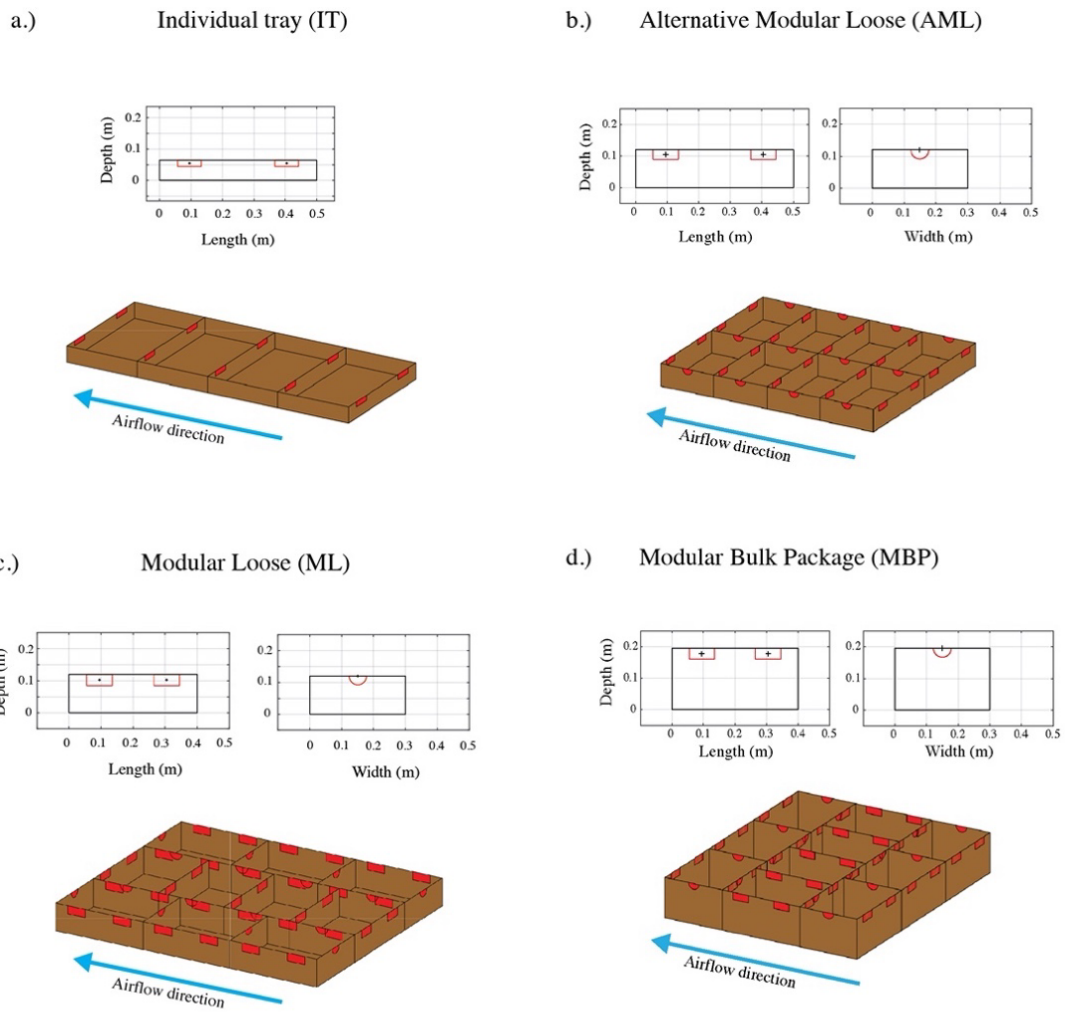 a.) Individual tray (IT)
Depth (m)
0.2
0.1
0
0 0.1 0.2 0.3 0.4 0.5
Length (m)
Airflow direction
b.) Alternative Modular Loose (AML)
Depth (m)
0.2
0.1
0
0 0.1 0.2 0.3 0.4 0.5
Length (m)
0.2
0.1
0
0 0.1 0.2 0.3 0.4 0.5
Width (m)
Airflow direction
c.) Modular Loose (ML)
Depth (m)
0.2
0.1
0
0 0.1 0.2 0.3 0.4 0.5
Length (m)
0.2
0.1
0
0 0.1 0.2 0.3 0.4 0.5
Width (m)
Airflow direction
d.) Modular Bulk Package (MBP)
Depth (m)
0.2
0.1
0
0 0.1 0.2 0.3 0.4 0.5
Length (m)
0.2
0.1
0
0 0.1 0.2 0.3 0.4 0.5
Width (m)
Airflow direction